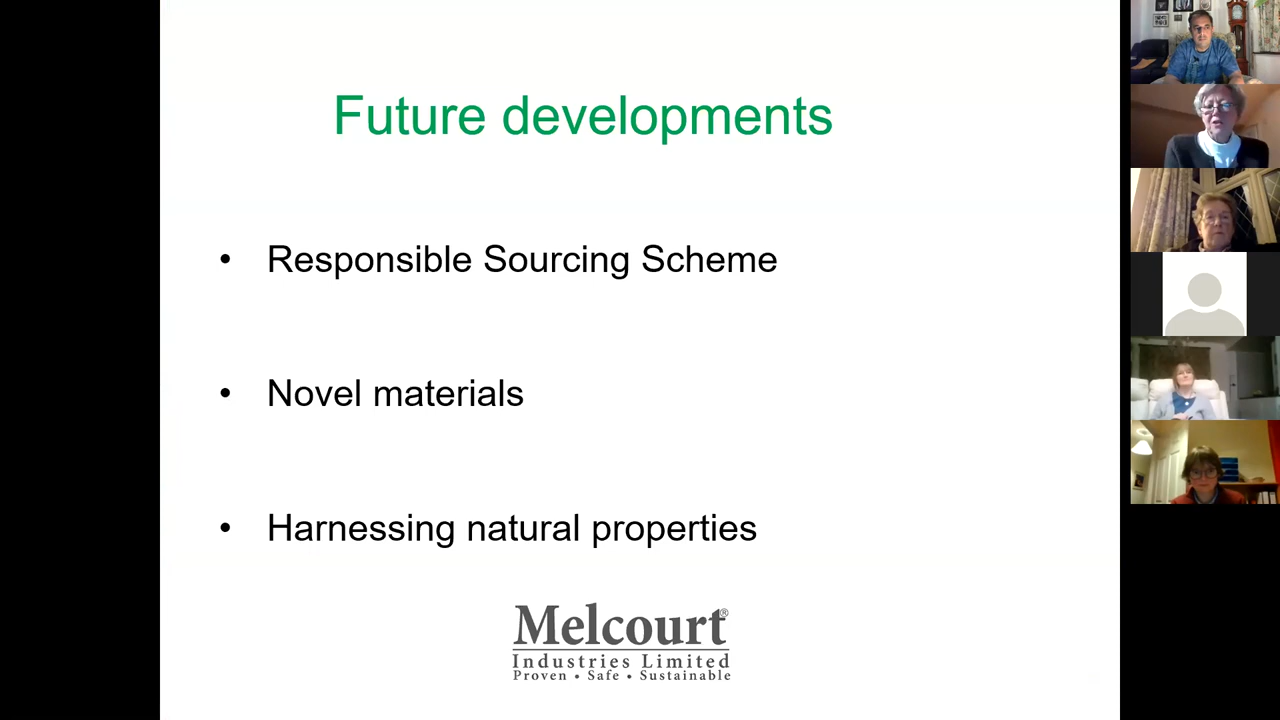 Future developments
• Responsible Sourcing Scheme
• Novel materials
• Harnessing natural properties
Melcourt®
Industries Limited
Proven • Safe • Sustainable